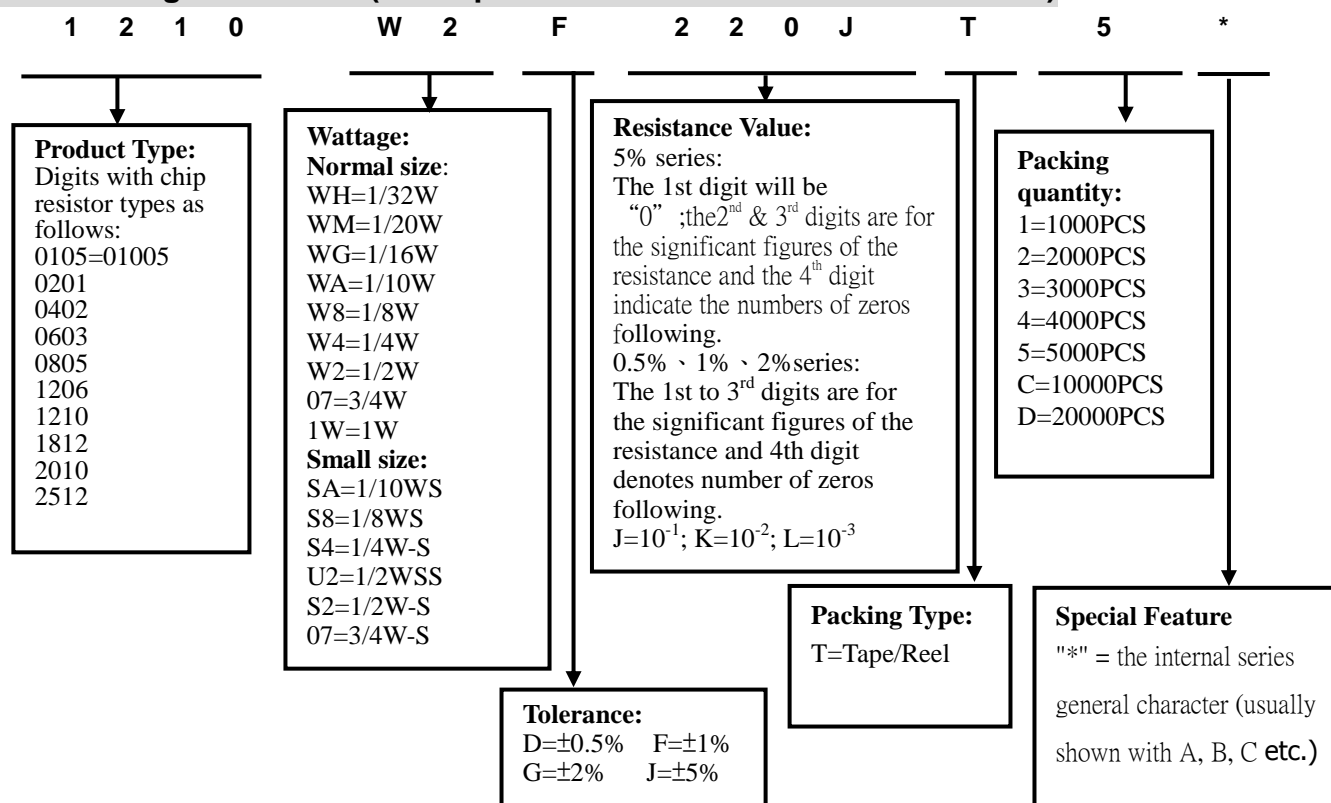 1 2 1 0 W 2 F 2 2 0 J T 5 *
Product Type:
Digits with chip
resistor types as
follows:
0105=01005
0201
0402
0603
0805
1206
1210
1812
2010
2512
Wattage:
Normal size:
WH=1/32W
WM=1/20W
WG=1/16W
WA=1/10W
W8=1/8W
W4=1/4W
W2=1/2W
07=3/4W
1W=1W
Small size:
SA=1/10WS
S8=1/8WS
S4=1/4W-S
U2=1/2WSS
S2=1/2W-S
07=3/4W-S
Tolerance:
D=±0.5% F=±1%
G=±2% J=±5%
Resistance Value:
5% series:
The 1st digit will be
“0” ;the2nd & 3rd digits are for
the significant figures of the
resistance and the 4th digit
indicate the numbers of zeros
following.
0.5%、1%、2%series:
The 1st to 3rd digits are for
the significant figures of the
resistance and 4th digit
denotes number of zeros
following.
J=10-1; K=10-2; L=10-3
Packing Type:
T=Tape/Reel
Packing
quantity:
1=1000PCS
2=2000PCS
3=3000PCS
4=4000PCS
5=5000PCS
C=10000PCS
D=20000PCS
Special Feature
"*" = the internal series
general character (usually
shown with A, B, C etc.)